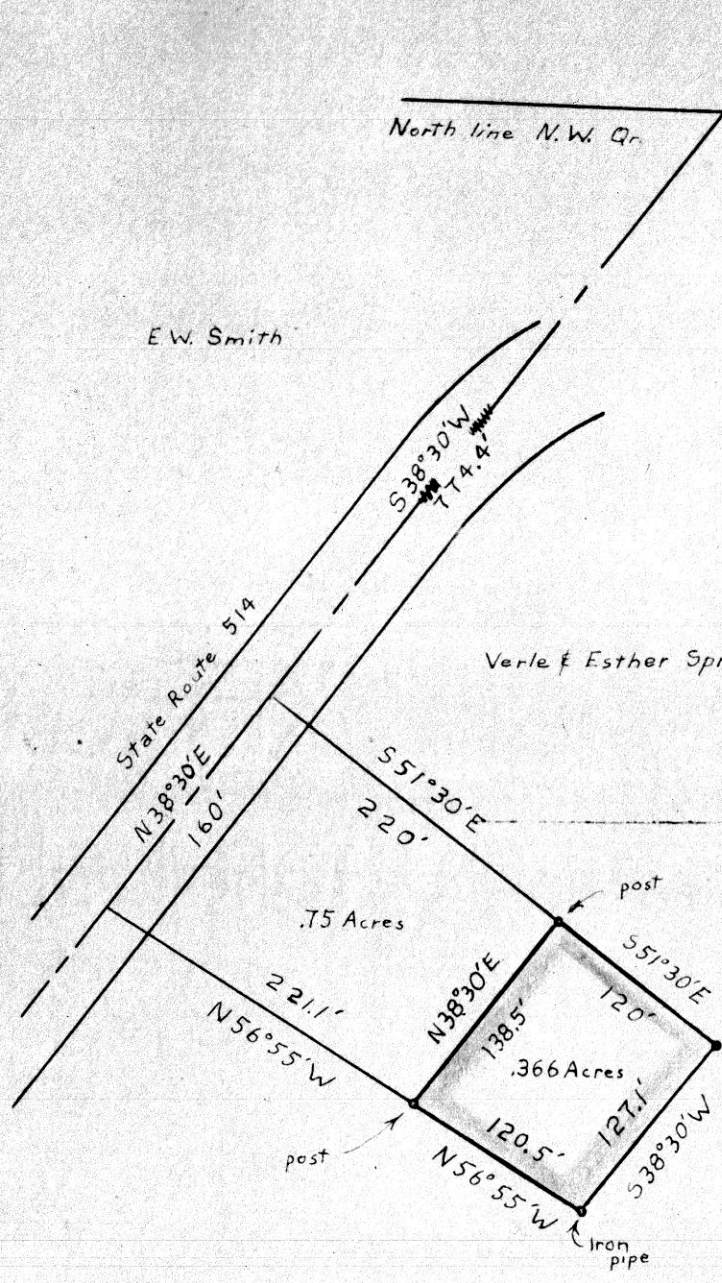 North line N.W. Qr.
E.W. Smith
S38°30'W
774.4'
State Route 514
Verle & Esther Spr
N38°30'E
160'
S51°30'E
220'
post
.75 Acres
S51°30'E
120'
N38°30'E
138.5'
221.1'
N56°55'W
.366 Acres
127.1'
S38°30'W
120.5'
N56°55'W
post
Iron
pipe